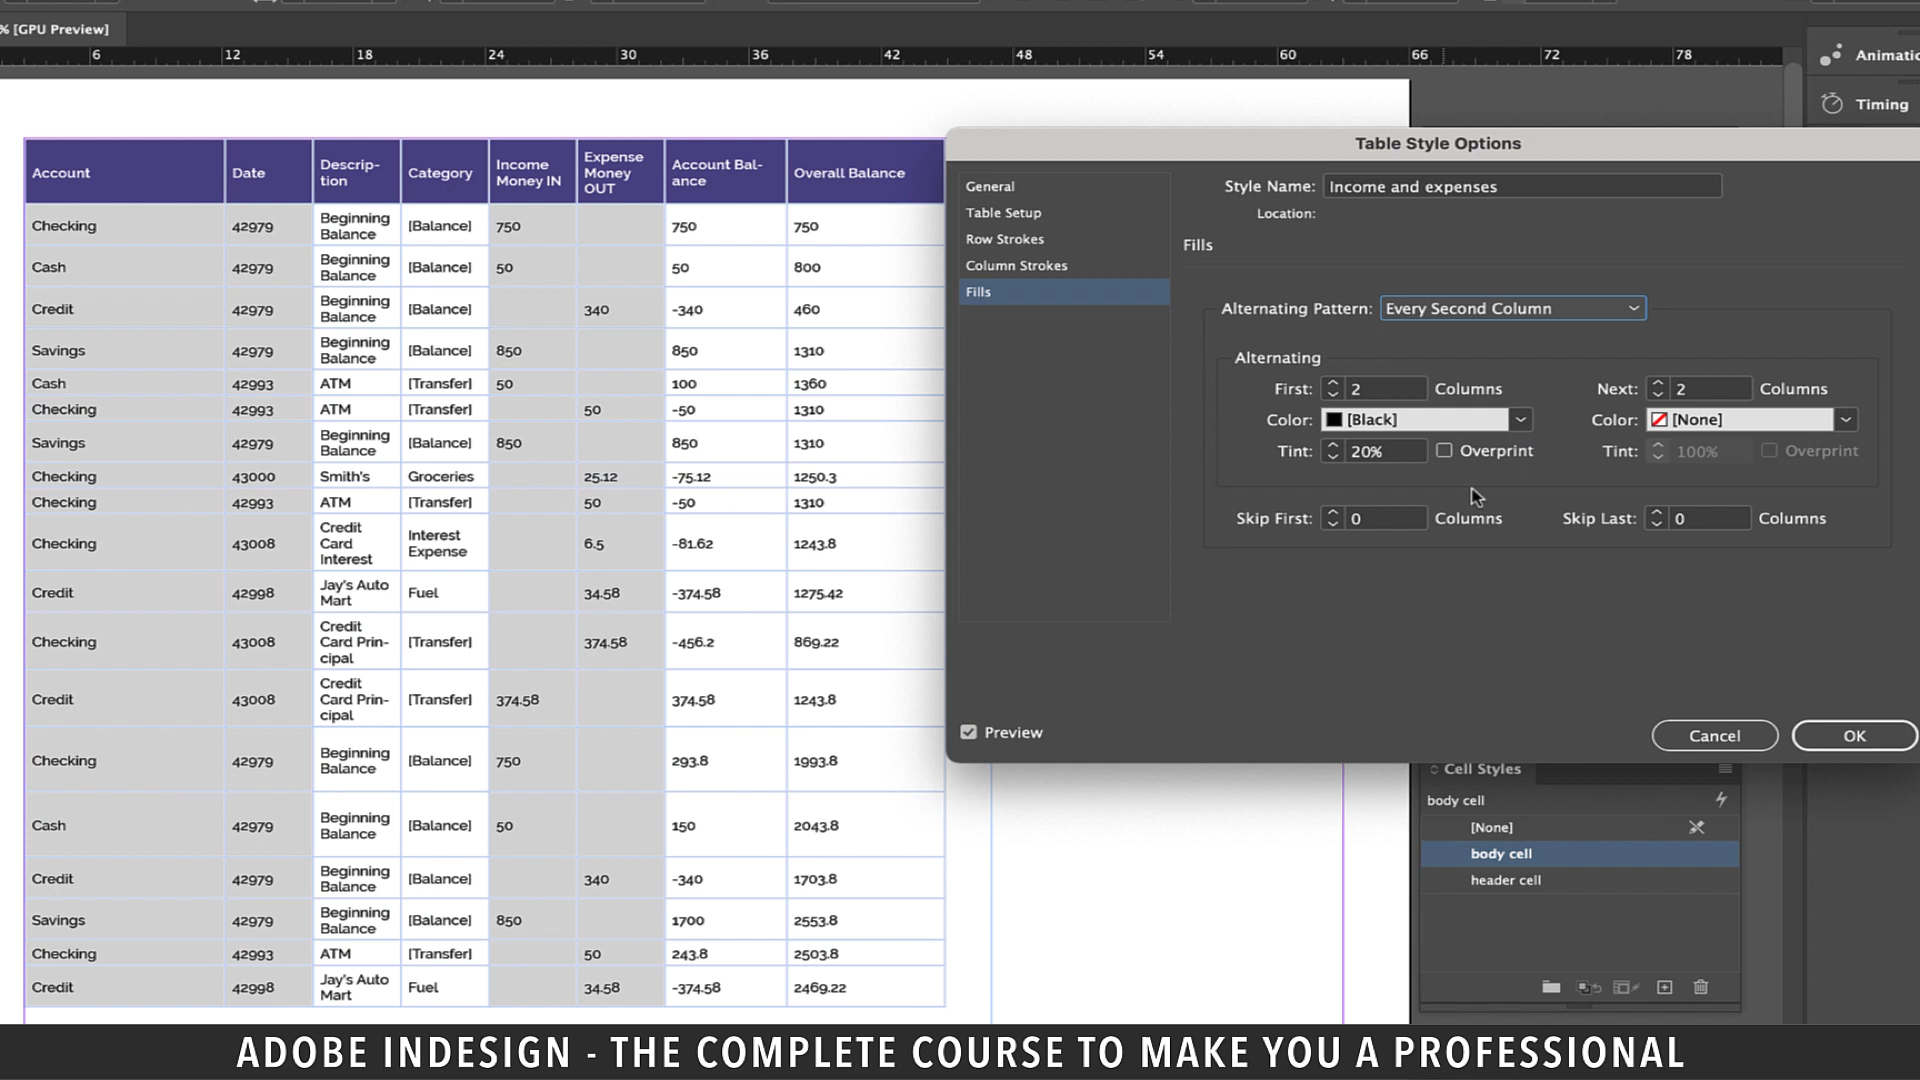 % [GPU Preview]
6 12 18 24 30 36 42 48 54 60 66 72 78
Animatio
Timing
Account Date Descrip-
tion Category Income
Money IN Expense
Money
OUT Account Bal-
ance Overall Balance
Checking 42979 Beginning
Balance [Balance] 750 750 750
Cash 42979 Beginning
Balance [Balance] 50 50 800
Credit 42979 Beginning
Balance [Balance] 340 -340 460
Savings 42979 Beginning
Balance [Balance] 850 850 1310
Cash 42993 ATM [Transfer] 50 100 1360
Checking 42993 ATM [Transfer] 50 -50 1310
Savings 42979 Beginning
Balance [Balance] 850 850 1310
Checking 43000 Smith's Groceries 25.12 -75.12 1250.3
Checking 42993 ATM [Transfer] 50 -50 1310
Checking 43008 Credit
Card
Interest Interest
Expense 6.5 -81.62 1243.8
Credit 42998 Jay's Auto
Mart Fuel 34.58 -374.58 1275.42
Checking 43008 Credit
Card Prin-
cipal [Transfer] 374.58 -456.2 869.22
Credit 43008 Credit
Card Prin-
cipal [Transfer] 374.58 374.58 1243.8
Checking 42979 Beginning
Balance [Balance] 750 293.8 1993.8
Cash 42979 Beginning
Balance [Balance] 50 150 2043.8
Credit 42979 Beginning
Balance [Balance] 340 -340 1703.8
Savings 42979 Beginning
Balance [Balance] 850 1700 2553.8
Checking 42993 ATM [Transfer] 50 243.8 2503.8
Credit 42998 Jay's Auto
Mart Fuel 34.58 -374.58 2469.22
Table Style Options
General
Table Setup
Row Strokes
Column Strokes
Fills
Style Name: Income and expenses
Location:
Fills
Alternating Pattern: Every Second Column
Alternating
First: 2 Columns Next: 2 Columns
Color: [Black] Color: [None]
Tint: 20% Overprint Tint: 100% Overprint
Skip First: 0 Columns Skip Last: 0 Columns
Preview
Cancel OK
Cell Styles
body cell
[None]
body cell
header cell
ADOBE INDESIGN - THE COMPLETE COURSE TO MAKE YOU A PROFESSIONAL